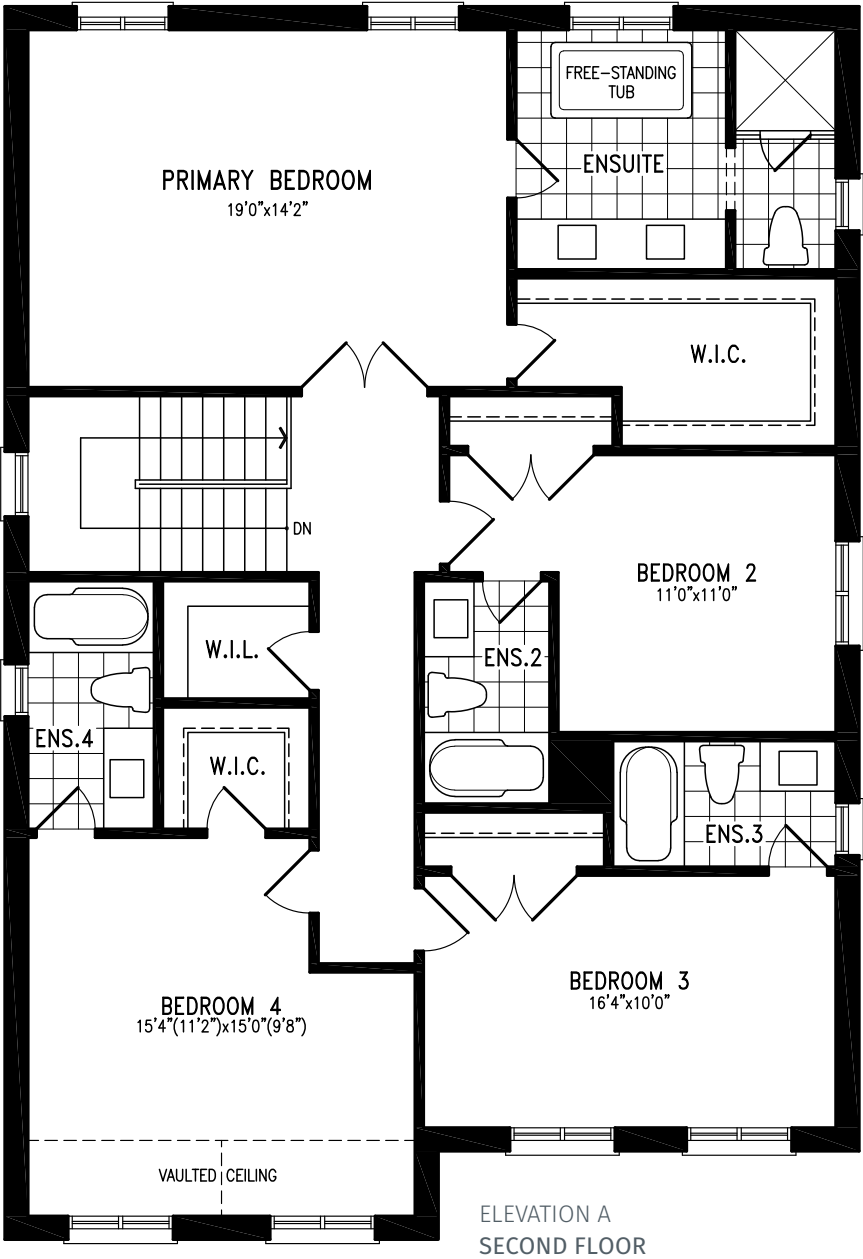 FREE-STANDING
TUB
ENSUITE
PRIMARY BEDROOM
19'0"x14'2"
W.I.C.
DN
BEDROOM 2
11'0"x11'0"
W.I.L.
ENS.2
ENS.4
W.I.C.
ENS.3
BEDROOM 3
16'4"x10'0"
BEDROOM 4
15'4"(11'2")x15'0"(9'8")
VAULTED CEILING
ELEVATION A
SECOND FLOOR